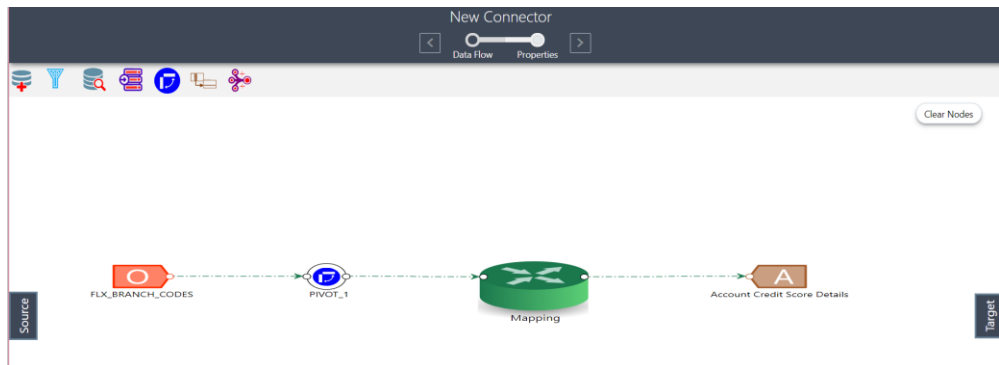 New Connector
< >
Data Flow Properties
Clear Nodes
O A
FLX_BRANCH_CODES PIVOT_1 Account Credit Score Details
Mapping
Source
Target